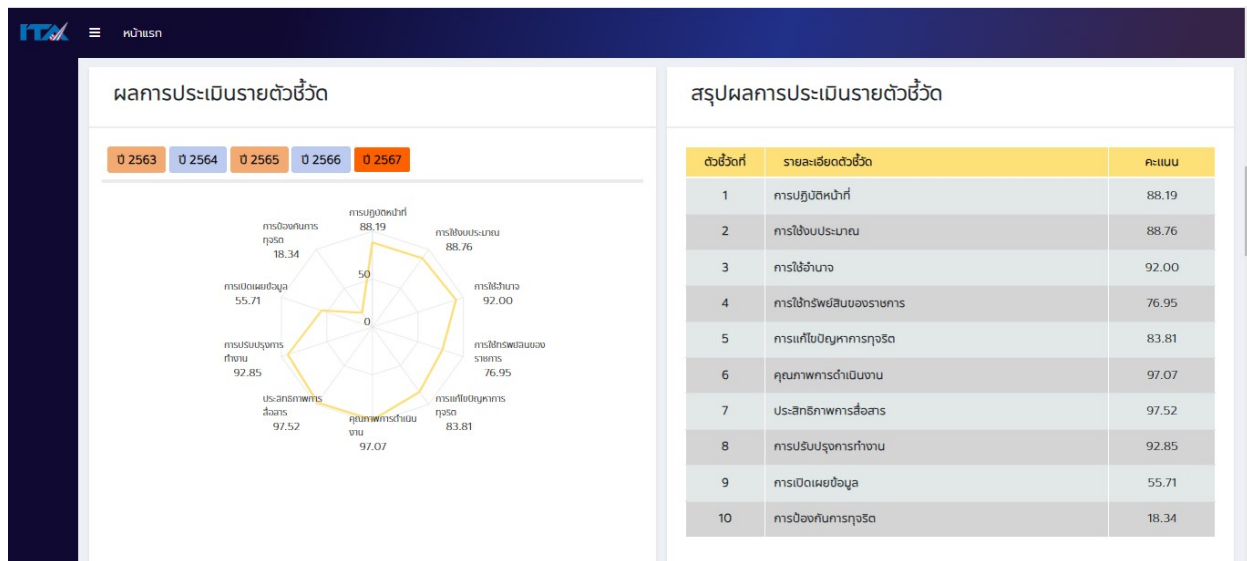 ITA หน้าแรก
ผลการประเมินรายตัวชี้วัด
ปี 2563 ปี 2564 ปี 2565 ปี 2566 ปี 2567
การปฏิบัติหน้าที่
88.19
การใช้งบประมาณ
88.76
การใช้อำนาจ
92.00
การใช้ทรัพย์สินของ
ราชการ
76.95
การแก้ไขปัญหาการ
ทุจริต
83.81
คุณภาพการดำเนิน
งาน
97.07
ประสิทธิภาพการ
สื่อสาร
97.52
การปรับปรุงการ
ทำงาน
92.85
การเปิดเผยข้อมูล
55.71
การป้องกันการ
ทุจริต
18.34
50
0
สรุปผลการประเมินรายตัวชี้วัด
ตัวชี้วัดที่ รายละเอียดตัวชี้วัด คะแนน
1 การปฏิบัติหน้าที่ 88.19
2 การใช้งบประมาณ 88.76
3 การใช้อำนาจ 92.00
4 การใช้ทรัพย์สินของราชการ 76.95
5 การแก้ไขปัญหาการทุจริต 83.81
6 คุณภาพการดำเนินงาน 97.07
7 ประสิทธิภาพการสื่อสาร 97.52
8 การปรับปรุงการทำงาน 92.85
9 การเปิดเผยข้อมูล 55.71
10 การป้องกันการทุจริต 18.34